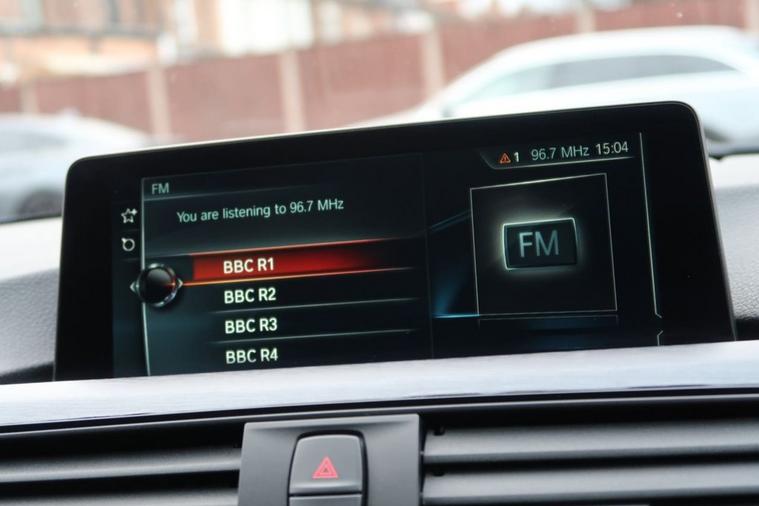 1 96.7 MHz 15:04
FM
You are listening to 96.7 MHz
BBC R1
BBC R2
BBC R3
BBC R4
FM